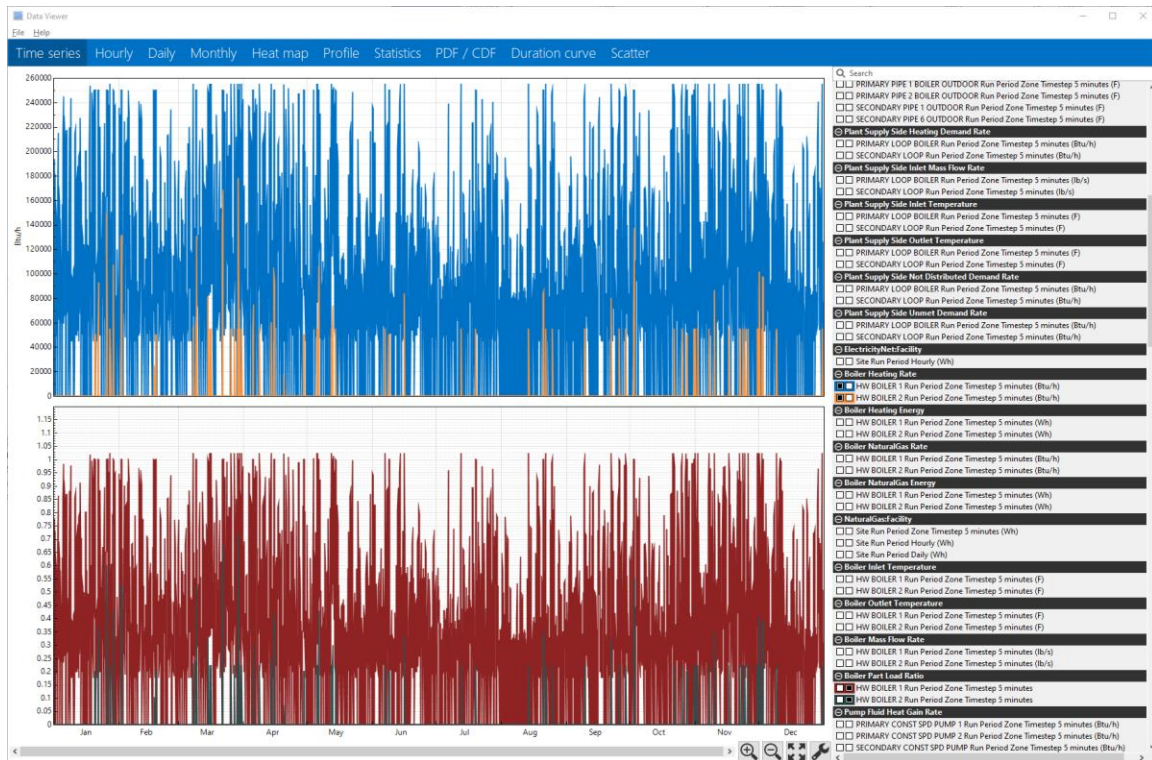 Data Viewer
File Help
Time series Hourly Daily Monthly Heat map Profile Statistics PDF / CDF Duration curve Scatter
260000
240000
220000
200000
180000
160000
140000
120000
100000
80000
60000
40000
20000
0
Btu/h
1.15
1.1
1.05
1
0.95
0.9
0.85
0.8
0.75
0.7
0.65
0.6
0.55
0.5
0.45
0.4
0.35
0.3
0.25
0.2
0.15
0.1
0.05
0
Jan Feb Mar Apr May Jun Jul Aug Sep Oct Nov Dec
Search
PRIMARY PIPE 1 BOILER OUTDOOR Run Period Zone Timestep 5 minutes (F)
PRIMARY PIPE 2 BOILER OUTDOOR Run Period Zone Timestep 5 minutes (F)
SECONDARY PIPE 1 OUTDOOR Run Period Zone Timestep 5 minutes (F)
SECONDARY PIPE 6 OUTDOOR Run Period Zone Timestep 5 minutes (F)
Plant Supply Side Heating Demand Rate
PRIMARY LOOP BOILER Run Period Zone Timestep 5 minutes (Btu/h)
SECONDARY LOOP Run Period Zone Timestep 5 minutes (Btu/h)
Plant Supply Side Inlet Mass Flow Rate
PRIMARY LOOP BOILER Run Period Zone Timestep 5 minutes (lb/s)
SECONDARY LOOP Run Period Zone Timestep 5 minutes (lb/s)
Plant Supply Side Inlet Temperature
PRIMARY LOOP BOILER Run Period Zone Timestep 5 minutes (F)
SECONDARY LOOP Run Period Zone Timestep 5 minutes (F)
Plant Supply Side Outlet Temperature
PRIMARY LOOP BOILER Run Period Zone Timestep 5 minutes (F)
SECONDARY LOOP Run Period Zone Timestep 5 minutes (F)
Plant Supply Side Not Distributed Demand Rate
PRIMARY LOOP BOILER Run Period Zone Timestep 5 minutes (Btu/h)
SECONDARY LOOP Run Period Zone Timestep 5 minutes (Btu/h)
Plant Supply Side Unmet Demand Rate
PRIMARY LOOP BOILER Run Period Zone Timestep 5 minutes (Btu/h)
SECONDARY LOOP Run Period Zone Timestep 5 minutes (Btu/h)
ElectricityNet:Facility
Site Run Period Hourly (Wh)
Boiler Heating Rate
HW BOILER 1 Run Period Zone Timestep 5 minutes (Btu/h)
HW BOILER 2 Run Period Zone Timestep 5 minutes (Btu/h)
Boiler Heating Energy
HW BOILER 1 Run Period Zone Timestep 5 minutes (Wh)
HW BOILER 2 Run Period Zone Timestep 5 minutes (Wh)
Boiler NaturalGas Rate
HW BOILER 1 Run Period Zone Timestep 5 minutes (Btu/h)
HW BOILER 2 Run Period Zone Timestep 5 minutes (Btu/h)
Boiler NaturalGas Energy
HW BOILER 1 Run Period Zone Timestep 5 minutes (Wh)
HW BOILER 2 Run Period Zone Timestep 5 minutes (Wh)
NaturalGas:Facility
Site Run Period Zone Timestep 5 minutes (Wh)
Site Run Period Hourly (Wh)
Site Run Period Daily (Wh)
Boiler Inlet Temperature
HW BOILER 1 Run Period Zone Timestep 5 minutes (F)
HW BOILER 2 Run Period Zone Timestep 5 minutes (F)
Boiler Outlet Temperature
HW BOILER 1 Run Period Zone Timestep 5 minutes (F)
HW BOILER 2 Run Period Zone Timestep 5 minutes (F)
Boiler Mass Flow Rate
HW BOILER 1 Run Period Zone Timestep 5 minutes (lb/s)
HW BOILER 2 Run Period Zone Timestep 5 minutes (lb/s)
Boiler Part Load Ratio
HW BOILER 1 Run Period Zone Timestep 5 minutes
HW BOILER 2 Run Period Zone Timestep 5 minutes
Pump Fluid Heat Gain Rate
PRIMARY CONST SPD PUMP 1 Run Period Zone Timestep 5 minutes (Btu/h)
PRIMARY CONST SPD PUMP 2 Run Period Zone Timestep 5 minutes (Btu/h)
SECONDARY CONST SPD PUMP Run Period Zone Timestep 5 minutes (Btu/h)